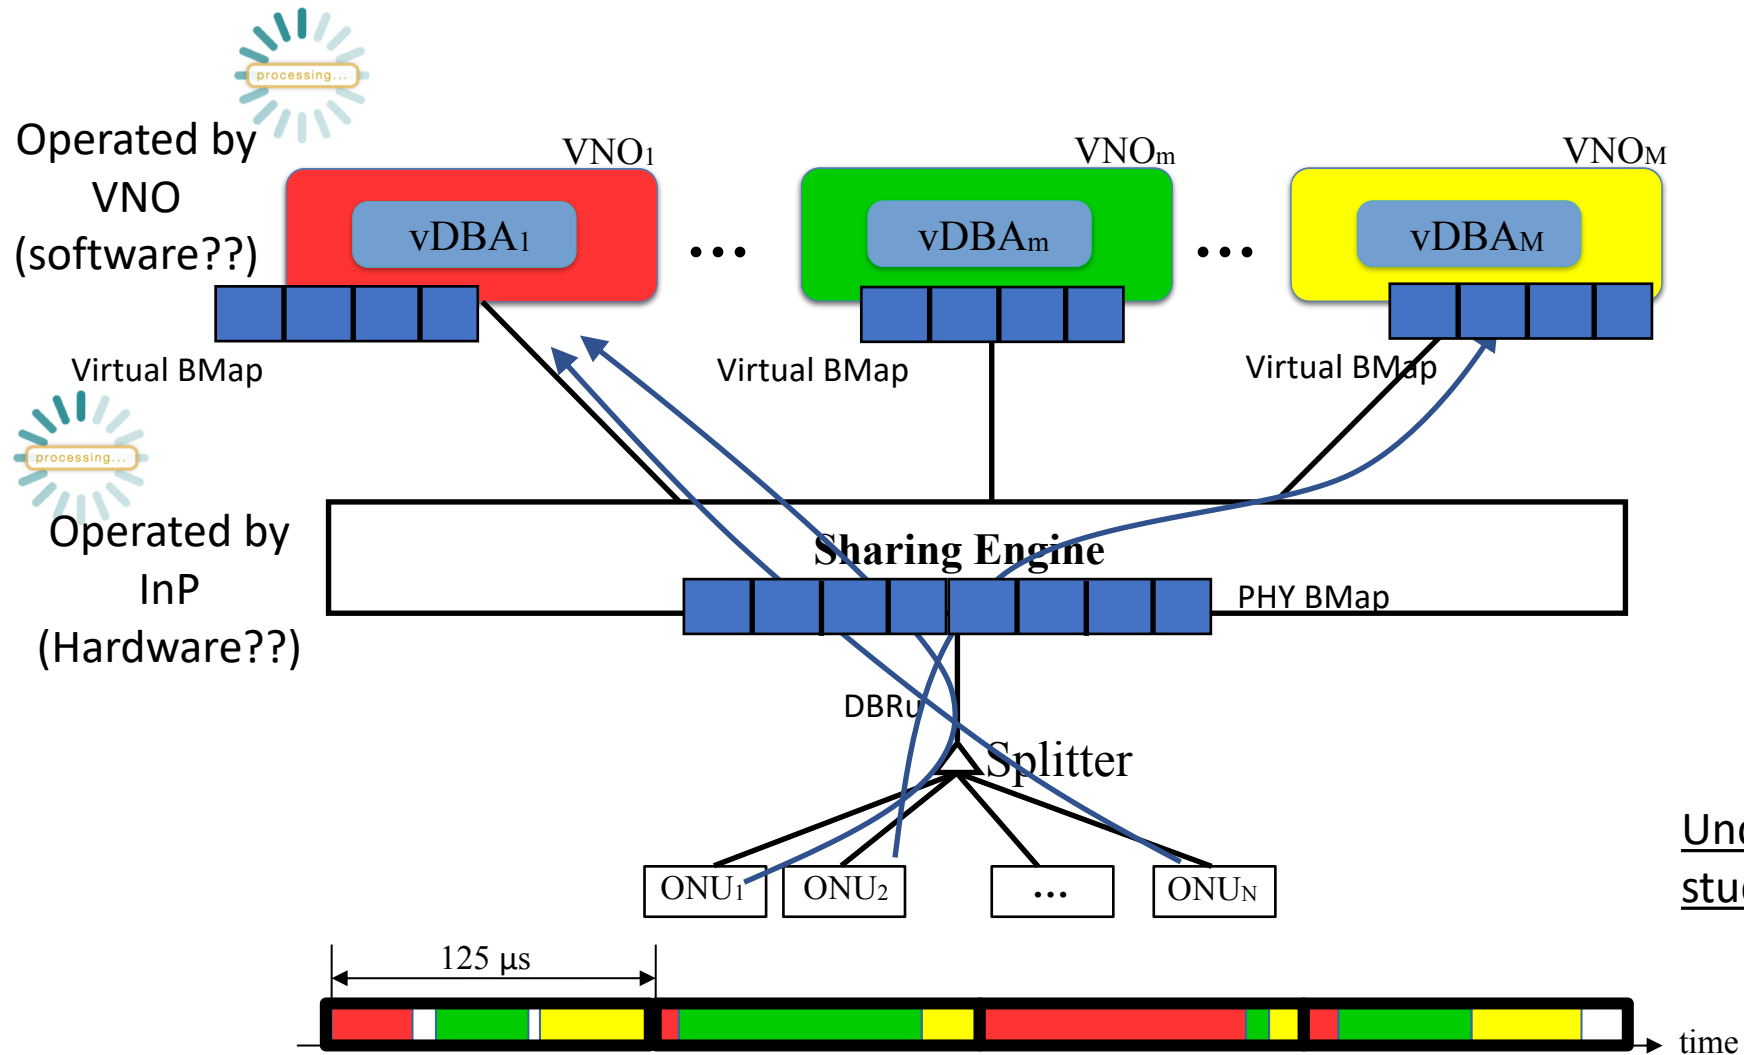 processing...
Operated by
VNO
(software??)
VNO1
VNOm
VNOM
vDBA1
...
vDBAm
...
vDBAM
Virtual BMap
Virtual BMap
Virtual BMap
processing...
Operated by
InP
(Hardware??)
Sharing Engine
PHY BMap
DBRu
Splitter
ONU1
ONU2
...
ONUN
125 μs
time